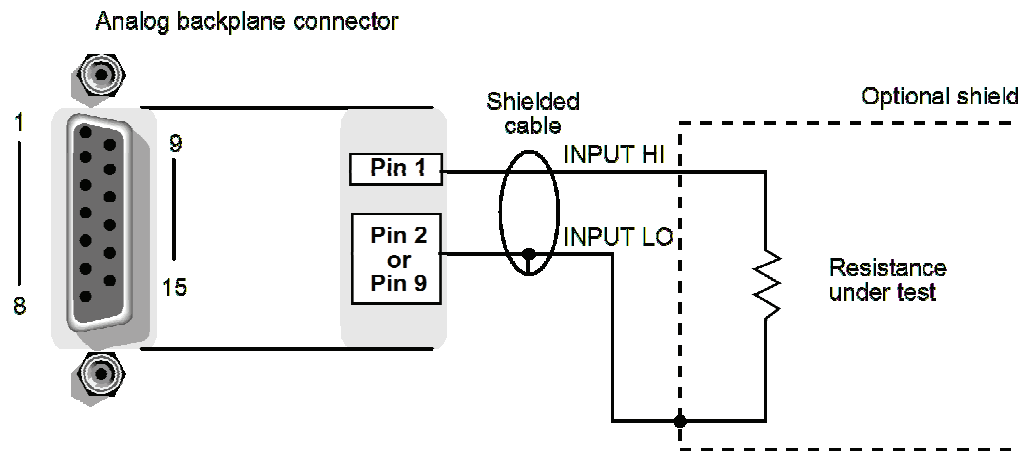 Analog backplane connector
Optional shield
Shielded
cable
1
9
INPUT HI
Pin 1
INPUT LO
Pin 2
or
Pin 9
Resistance
under test
15
8